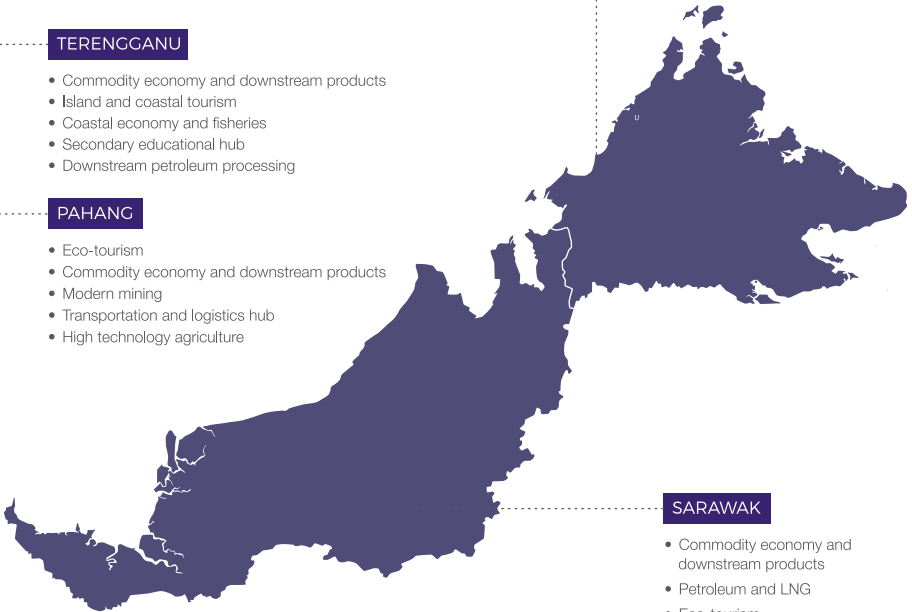 TERENGGANU
• Commodity economy and downstream products
• Island and coastal tourism
• Coastal economy and fisheries
• Secondary educational hub
• Downstream petroleum processing
PAHANG
• Eco-tourism
• Commodity economy and downstream products
• Modern mining
• Transportation and logistics hub
• High technology agriculture
U
SARAWAK
• Commodity economy and
downstream products
• Petroleum and LNG
• Eco-tourism